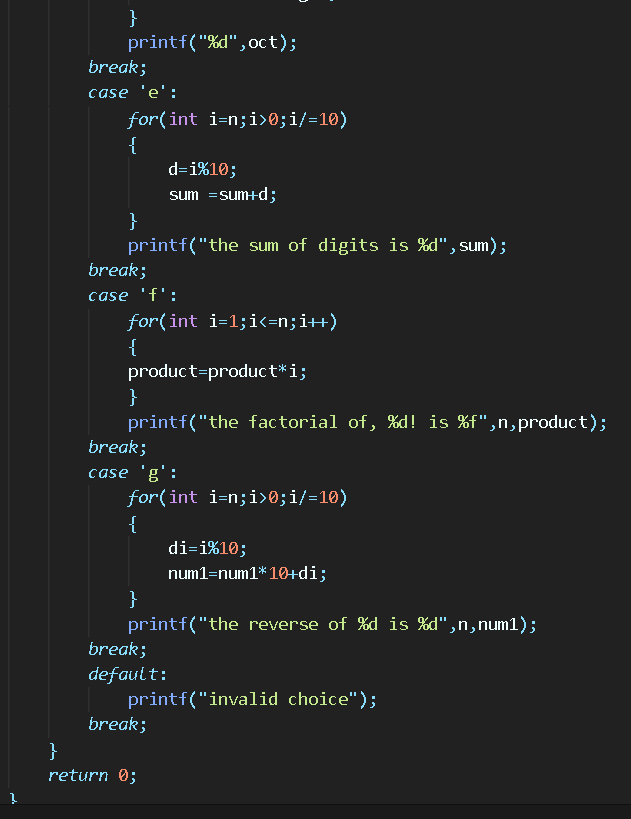 }
printf("%d",oct);
break;
case 'e':
for(int i=n;i>0;i/=10)
{
d=i%10;
sum =sum+d;
}
printf("the sum of digits is %d",sum);
break;
case 'f':
for(int i=1;i<=n;i++)
{
product=product*i;
}
printf("the factorial of, %d! is %f",n,product);
break;
case 'g':
for(int i=n;i>0;i/=10)
{
di=i%10;
num1=num1*10+di;
}
printf("the reverse of %d is %d",n,num1);
break;
default:
printf("invalid choice");
break;
}
return 0;
}